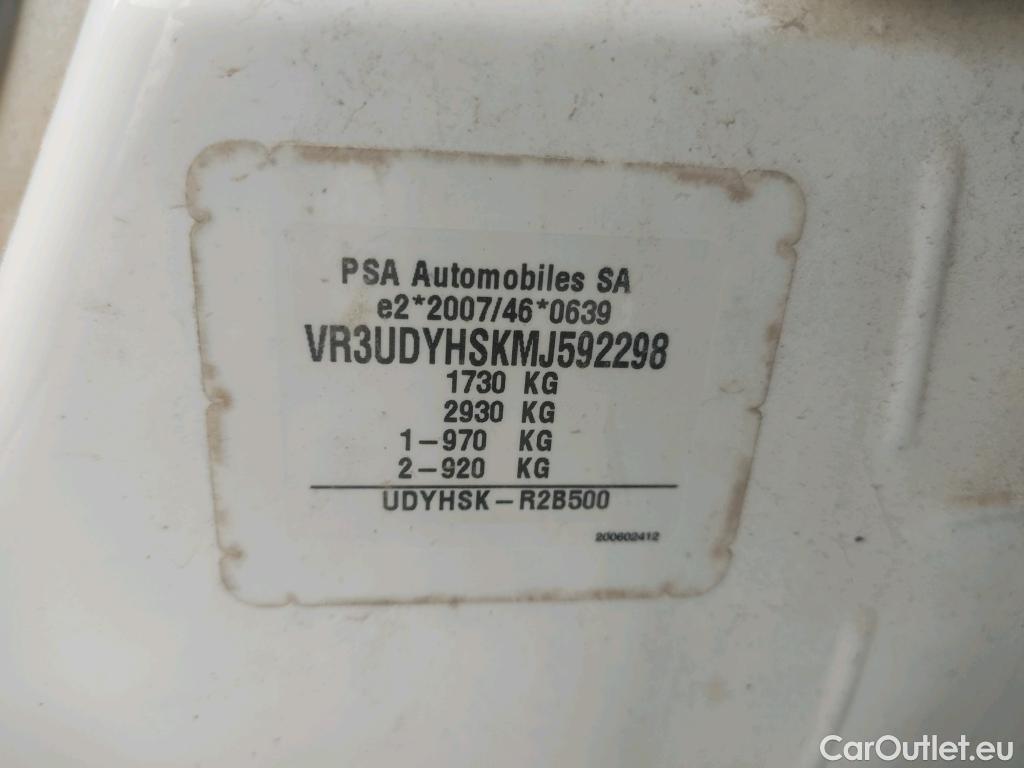 PSA Automobiles SA
e2*2007/46*0639
VR3UDYHSKMJ592298
1730 KG
2930 KG
1-970 KG
2-920 KG
UDYHSK-R2B500
200602412
CarOutlet.eu